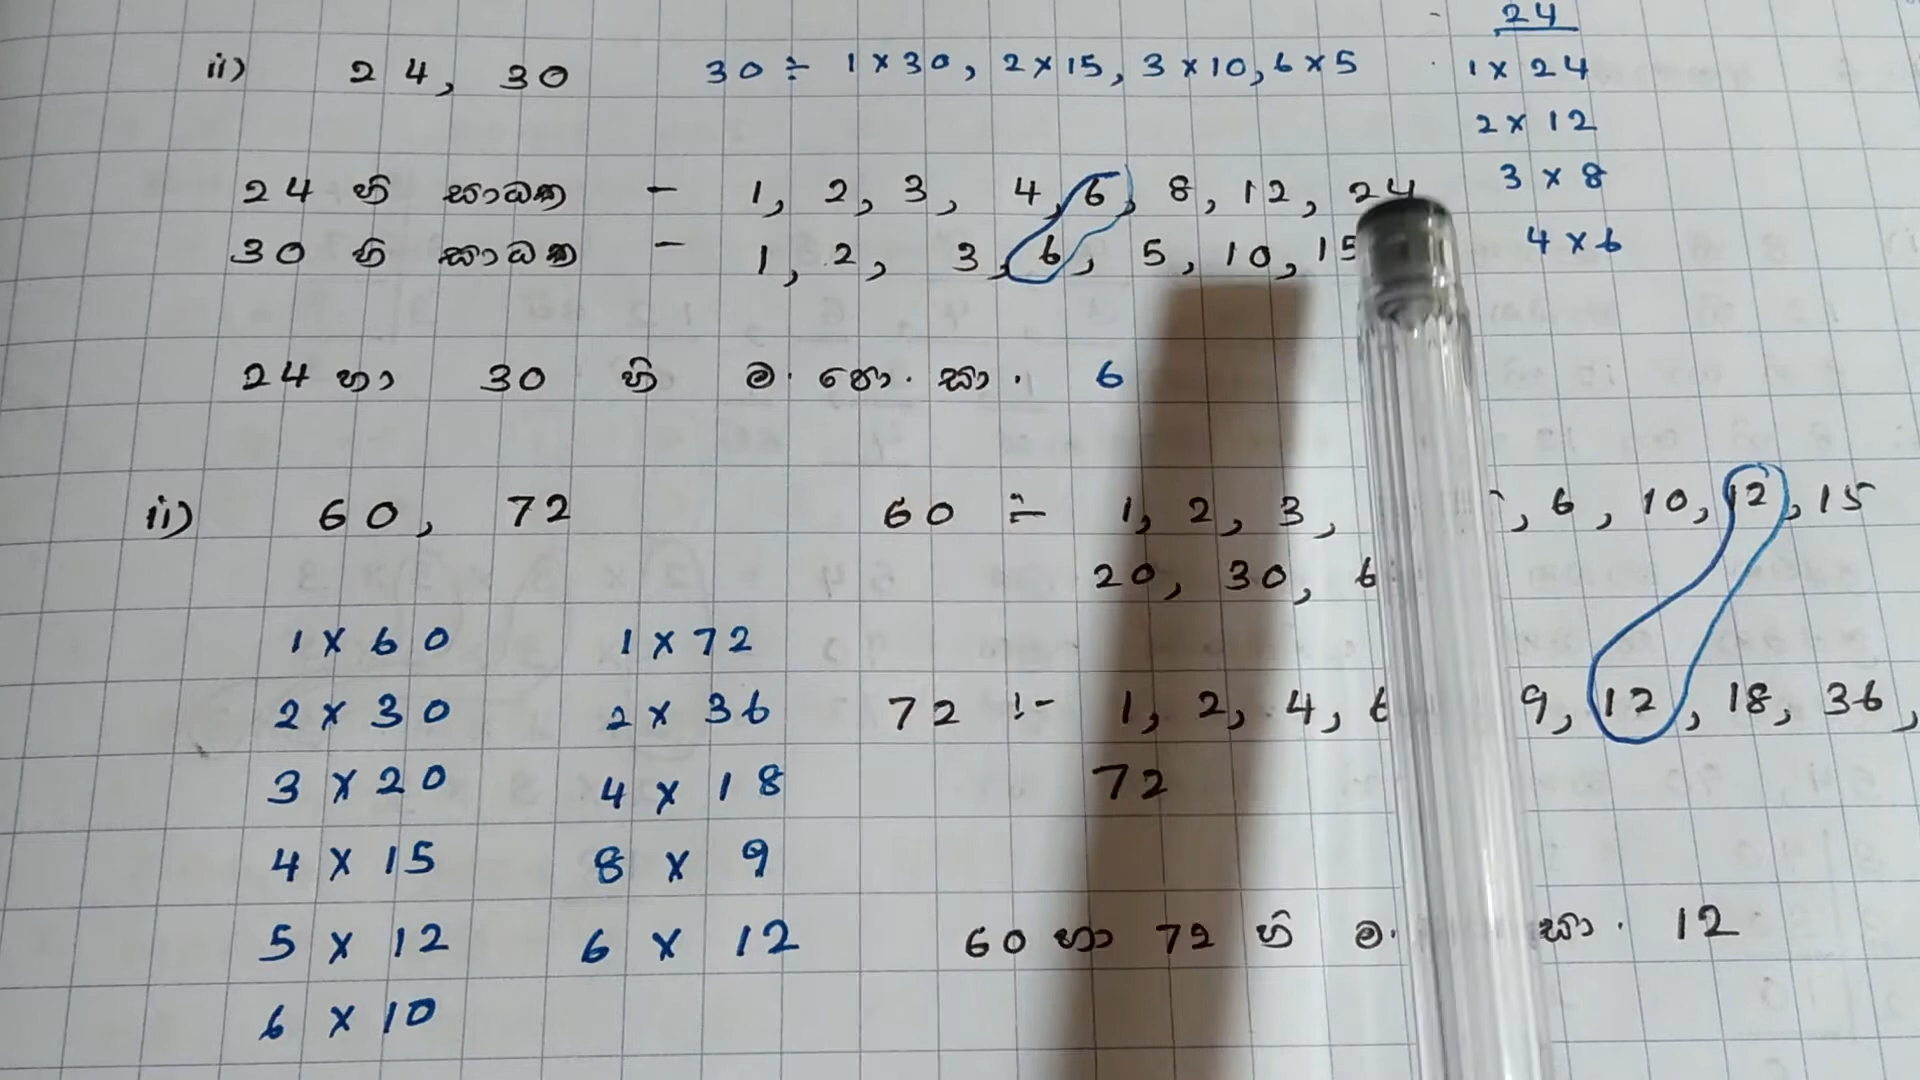 24
ii) 24, 30 30 ÷ 1 x 30, 2 x 15, 3 x 10, 6 x 5 1 x 24
2 x 12
24 හි සාධක - 1, 2, 3, 4, 6, 8, 12, 24 3 x 8
30 හි සාධක - 1, 2, 3, 6, 5, 10, 15 4 x 6
24 හා 30 හි ම. පො. සා. 6
ii) 60, 72 60 ÷ 1, 2, 3, , 6, 10, 12, 15
20, 30, 6
1 x 60 1 x 72
2 x 30 2 x 36 72 :- 1, 2, 4, 6 9, 12, 18, 36,
3 x 20 4 x 18 72
4 x 15 8 x 9
5 x 12 6 x 12 60 හා 72 හි ම. සා. 12
6 x 10